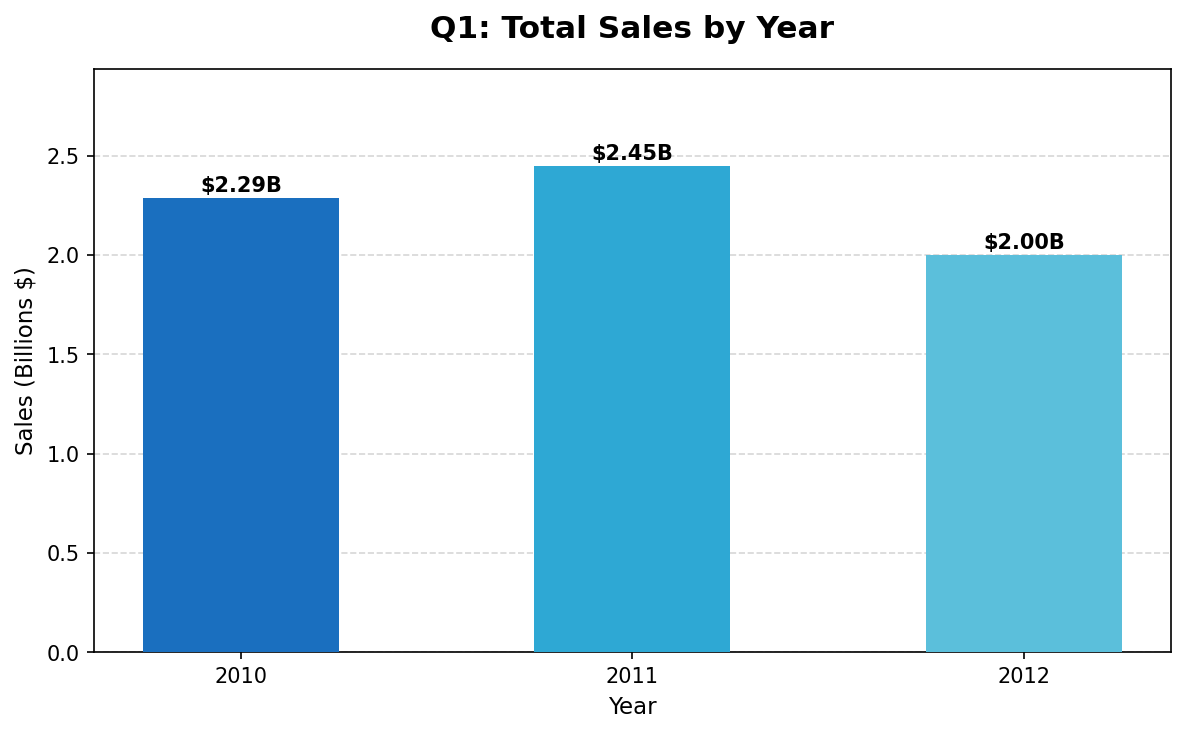 Q1: Total Sales by Year
Sales (Billions $)
2.5
2.0
1.5
1.0
0.5
0.0
$2.29B
$2.45B
$2.00B
2010
2011
2012
Year